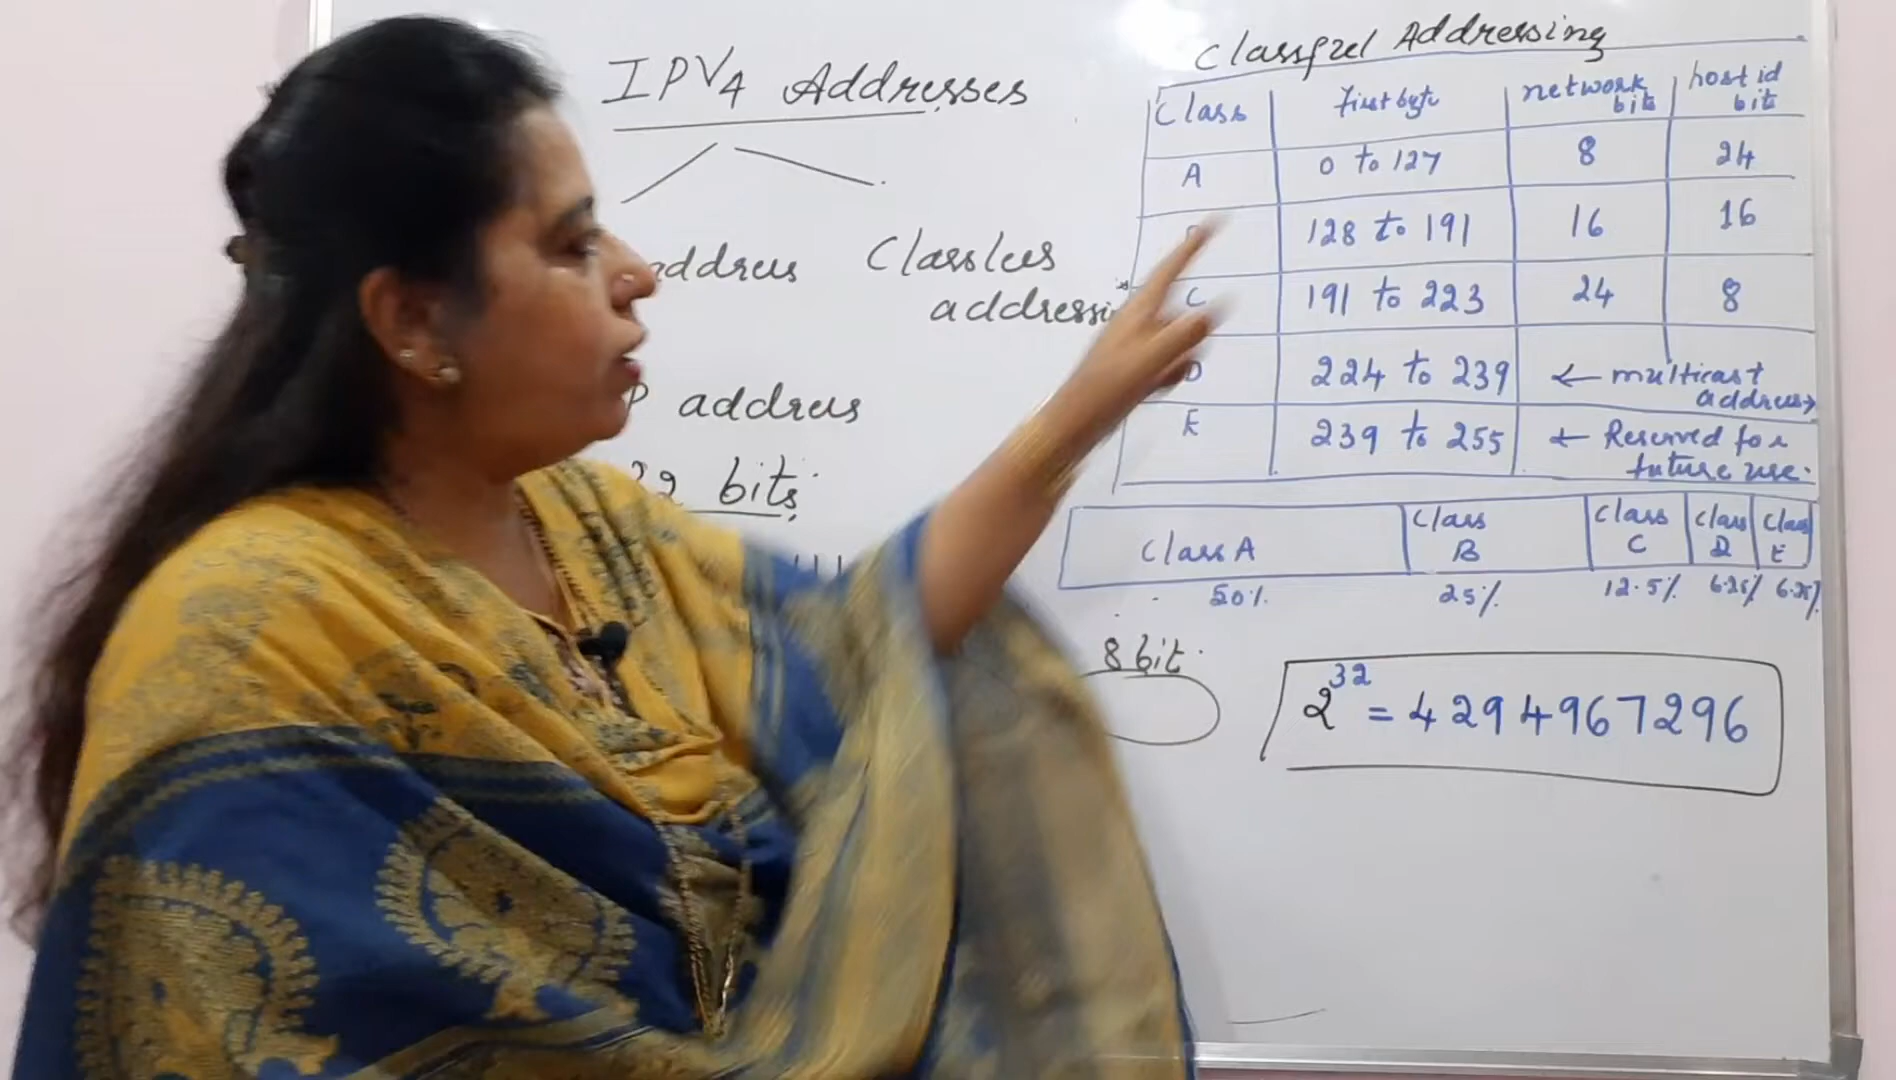 IPV4 Addresses
address
Classless
addressi
P address
32 bits
8 bit
Classful Addressing
Class First byte network bits host id bits
A 0 to 127 8 24
128 to 191 16 16
C 191 to 223 24 8
D 224 to 239 ← multicast addresses
E 239 to 255 ← Reserved for future use.
Class A Class B Class C Class D Class E
50% 25% 12.5% 6.25% 6.25%
2^32 = 4294967296